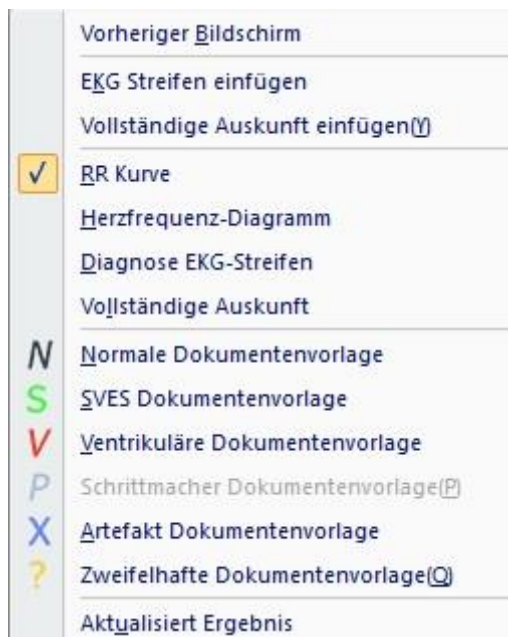 Vorheriger Bildschirm
EKG Streifen einfügen
Vollständige Auskunft einfügen(Y)
RR Kurve
Herzfrequenz-Diagramm
Diagnose EKG-Streifen
Vollständige Auskunft
N Normale Dokumentenvorlage
S SVES Dokumentenvorlage
V Ventrikuläre Dokumentenvorlage
P Schrittmacher Dokumentenvorlage(P)
X Artefakt Dokumentenvorlage
? Zweifelhafte Dokumentenvorlage(Q)
Aktualisiert Ergebnis